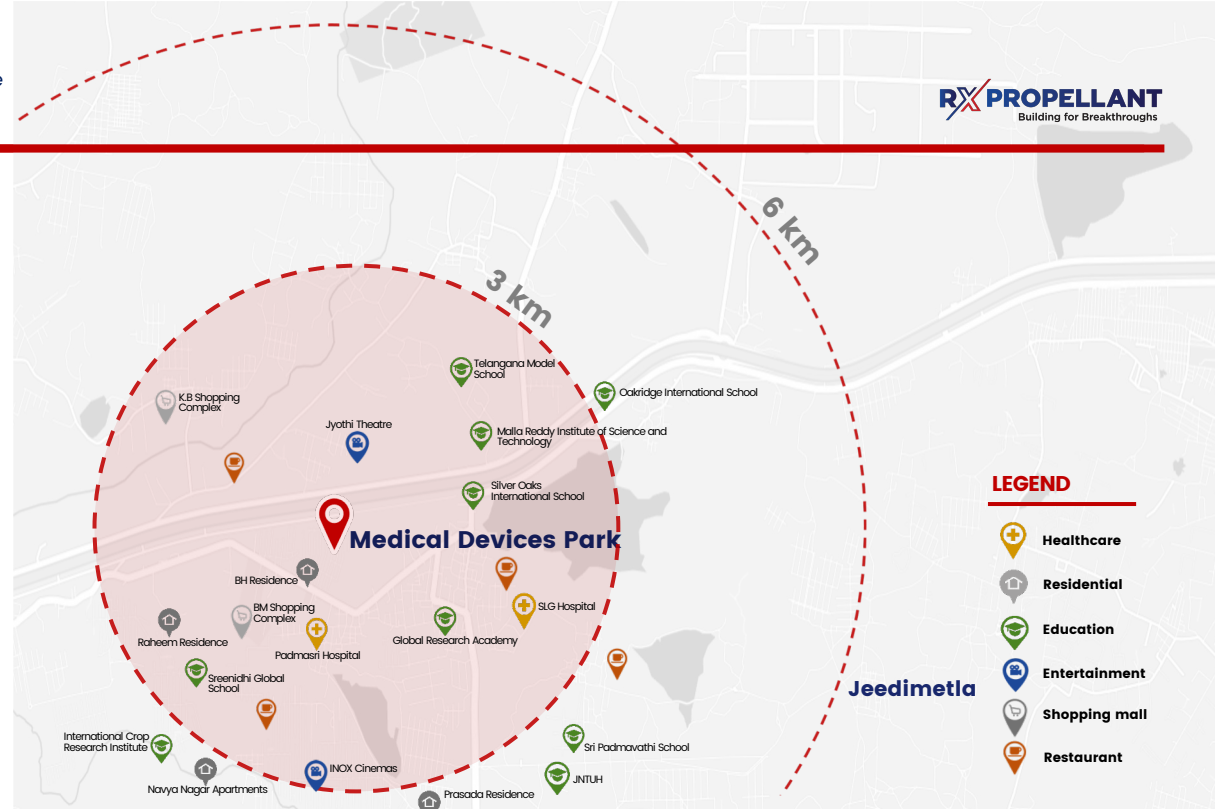 e
RX PROPELLANT
Building for Breakthroughs
6 km
3 km
Telangana Model
School
Oakridge International School
K.B Shopping
Complex
Jyothi Theatre
Malla Reddy Institute of Science and
Technology
Silver Oaks
International School
LEGEND
Medical Devices Park
Healthcare
BH Residence
Residential
BM Shopping
Complex
SLG Hospital
Raheem Residence
Global Research Academy
Education
Padmasri Hospital
Sreenidhi Global
School
Entertainment
Jeedimetla
Shopping mall
International Crop
Research Institute
Sri Padmavathi School
Restaurant
INOX Cinemas
JNTUH
Navya Nagar Apartments
Prasada Residence